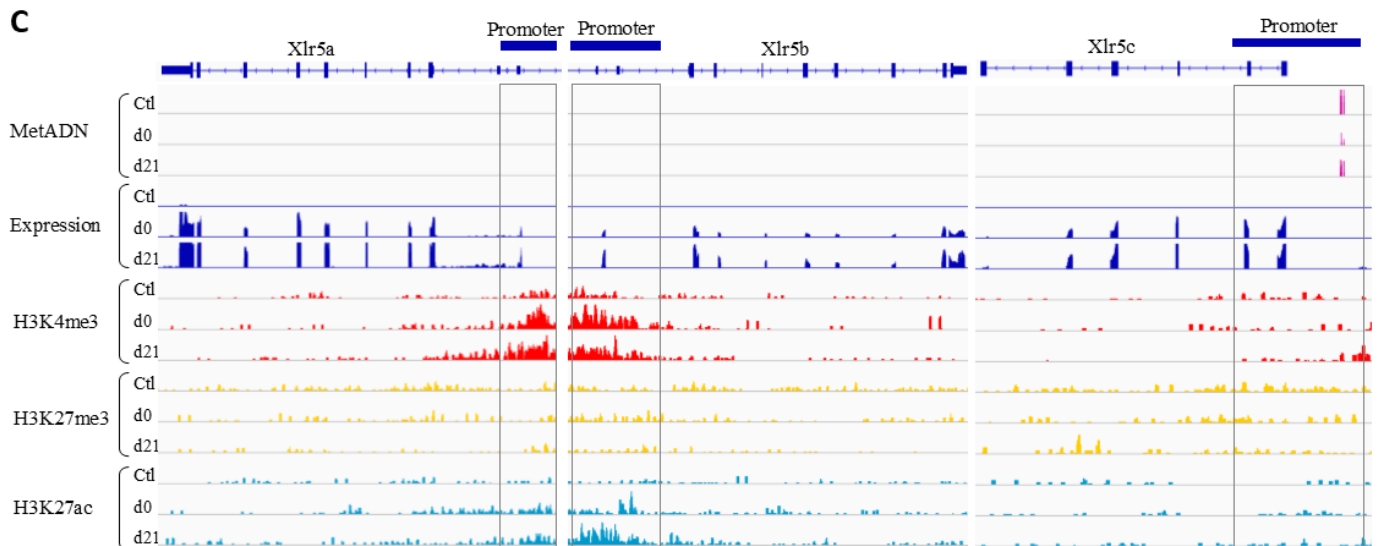 C
Promoter Promoter Promoter
Xlr5a Xlr5b Xlr5c
MetADN
Ctl
d0
d21
Expression
Ctl
d0
d21
H3K4me3
Ctl
d0
d21
H3K27me3
Ctl
d0
d21
H3K27ac
Ctl
d0
d21